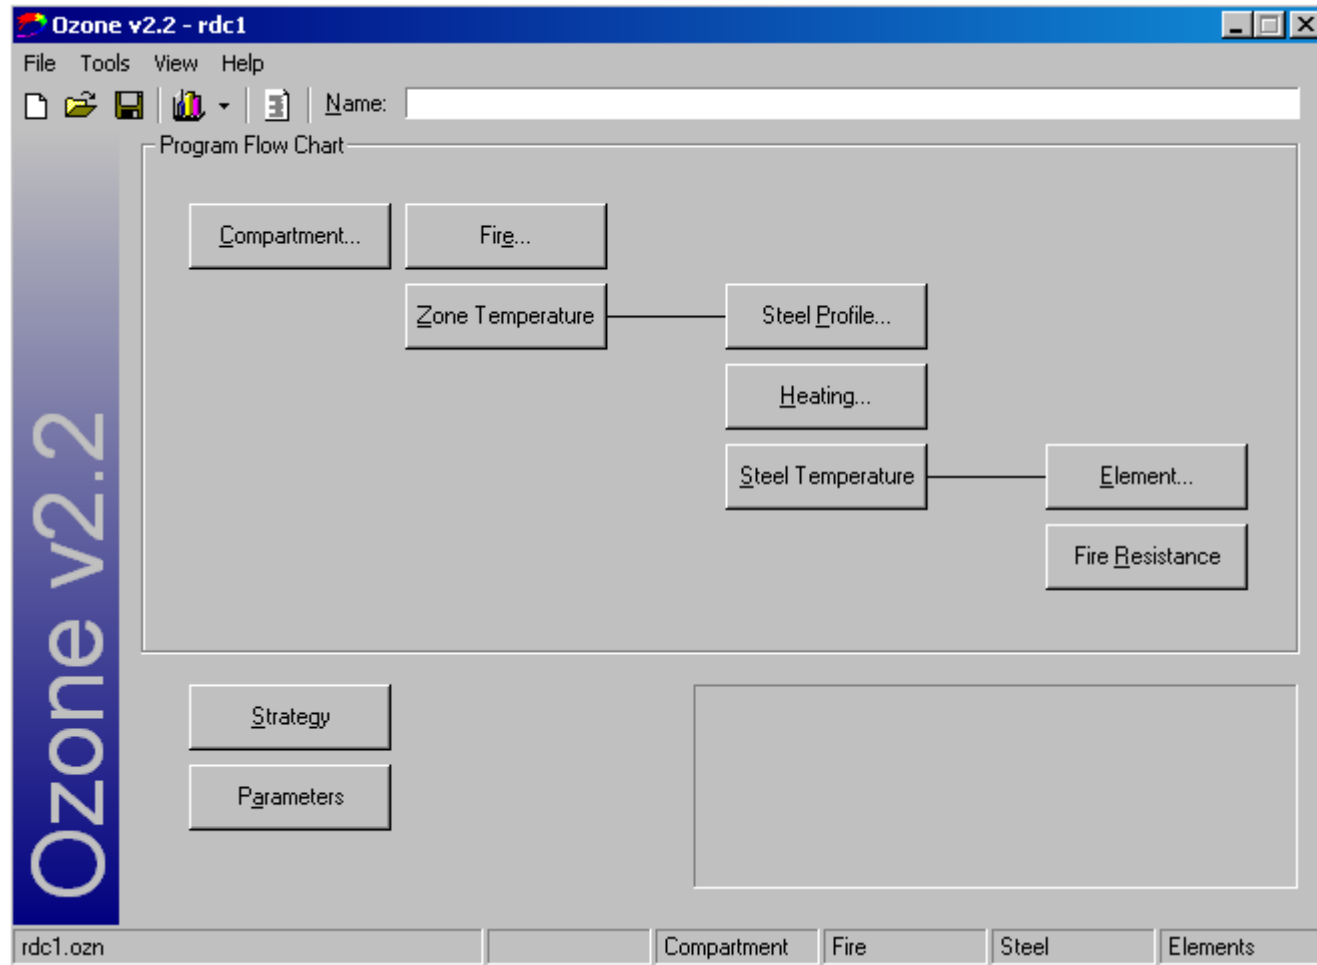 Ozone v2.2 - rdc1
File Tools View Help
Name:
Program Flow Chart
Compartment... Fire...
Zone Temperature Steel Profile...
Heating...
Steel Temperature Element...
Fire Resistance
Strategy
Parameters
Ozone v2.2
rdc1.ozn Compartment Fire Steel Elements